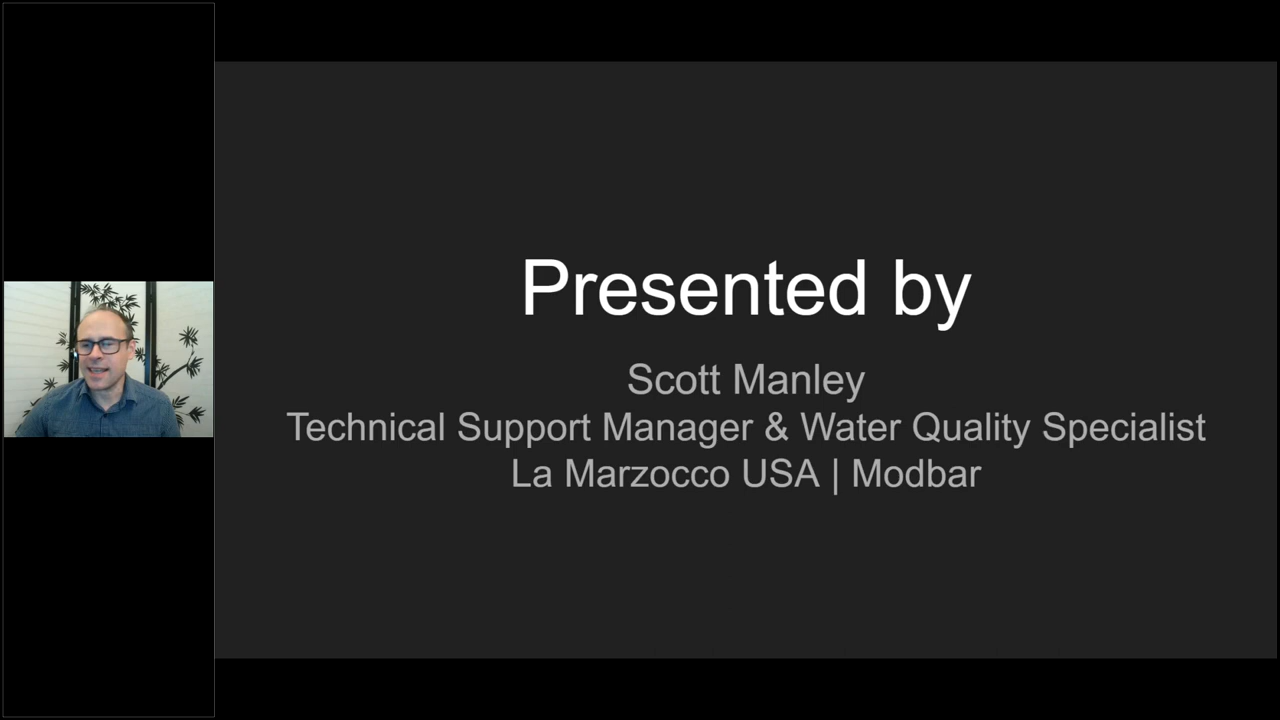 Presented by
Scott Manley
Technical Support Manager & Water Quality Specialist
La Marzocco USA | Modbar